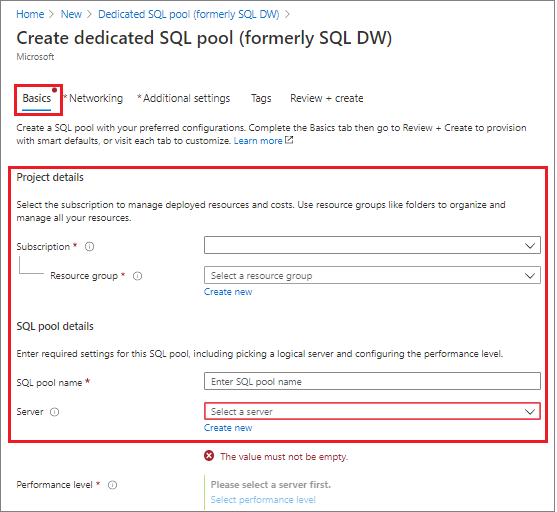 Home > New > Dedicated SQL pool (formerly SQL DW) >
Create dedicated SQL pool (formerly SQL DW)
Microsoft
Basics * Networking * Additional settings Tags Review + create
Create a SQL pool with your preferred configurations. Complete the Basics tab then go to Review + Create to provision
with smart defaults, or visit each tab to customize. Learn more
Project details
Select the subscription to manage deployed resources and costs. Use resource groups like folders to organize and
manage all your resources.
Subscription *
Resource group * Select a resource group
Create new
SQL pool details
Enter required settings for this SQL pool, including picking a logical server and configuring the performance level.
SQL pool name * Enter SQL pool name
Server Select a server
Create new
The value must not be empty.
Performance level * Please select a server first.
Select performance level